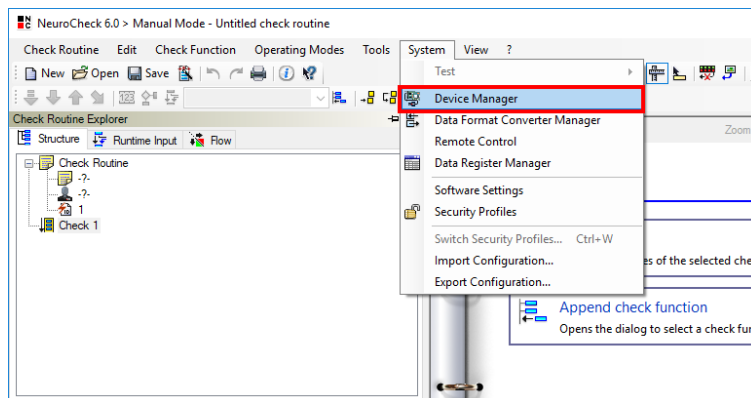 NeuroCheck 6.0 > Manual Mode - Untitled check routine
Check Routine Edit Check Function Operating Modes Tools System View ?
New Open Save
Test
Device Manager
Check Routine Explorer
Data Format Converter Manager
Zoom
Structure Runtime Input Flow
Remote Control
Check Routine
Data Register Manager
-?-
-?-
Software Settings
1
Security Profiles
Check 1
Switch Security Profiles... Ctrl+W
Import Configuration...
es of the selected che
Export Configuration...
Append check function
Opens the dialog to select a check fun